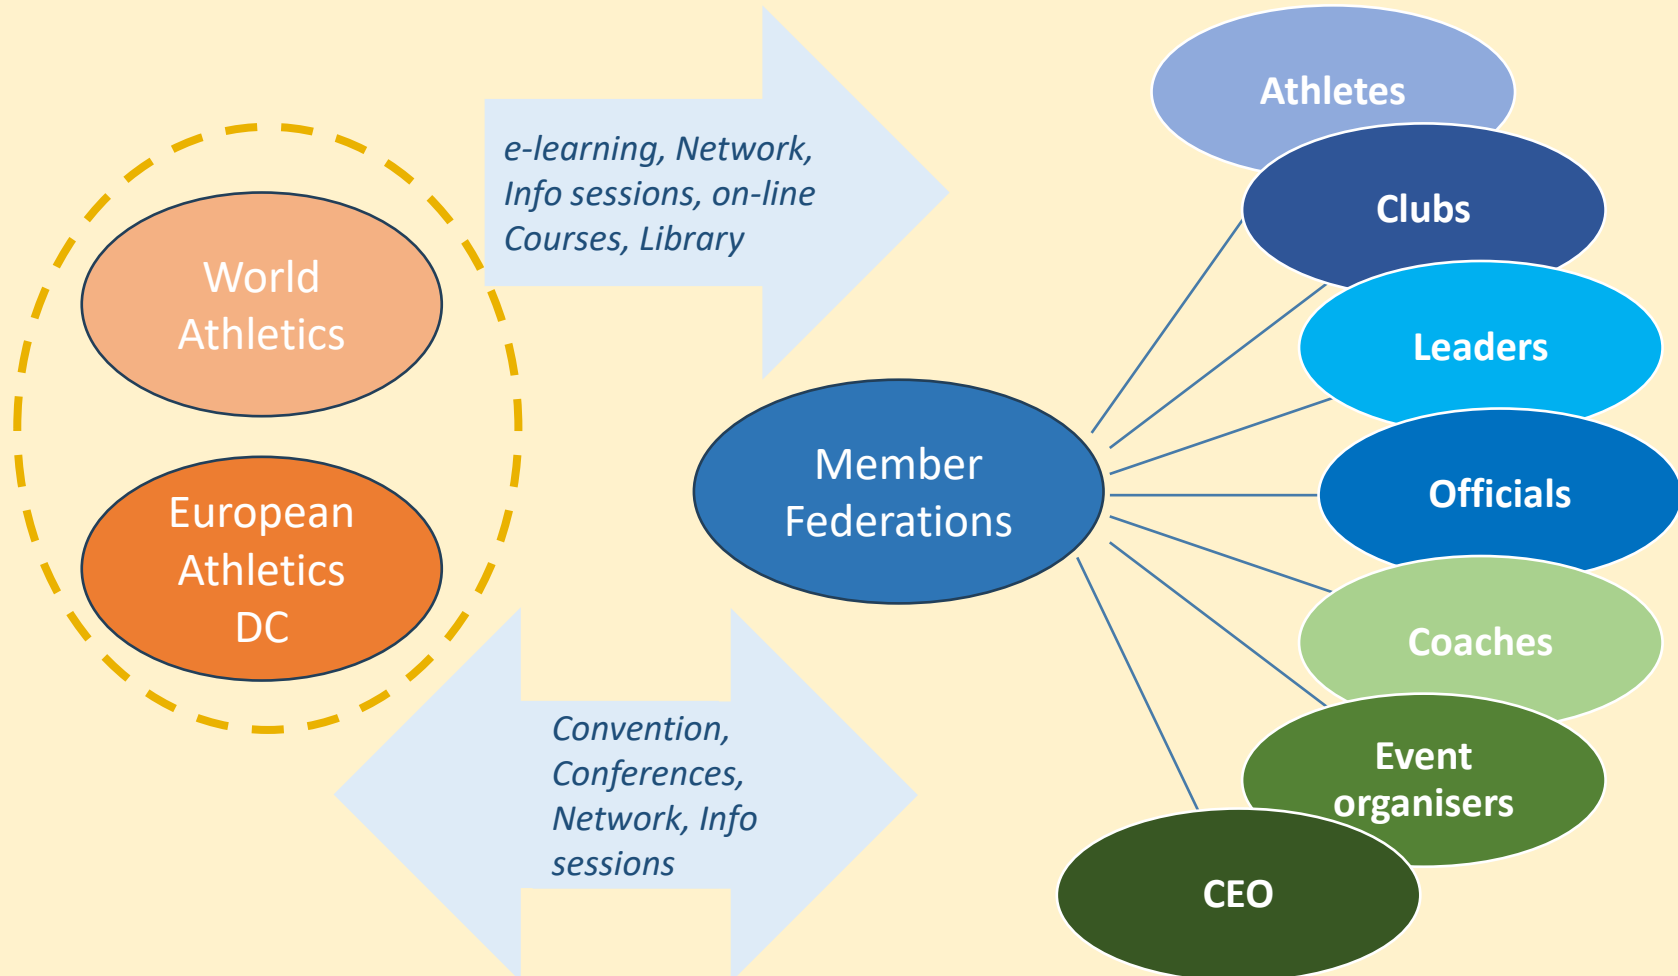 World
Athletics
European
Athletics
DC
e-learning, Network,
Info sessions, on-line
Courses, Library
Member
Federations
Convention,
Conferences,
Network, Info
sessions
Athletes
Clubs
Leaders
Officials
Coaches
Event
organisers
CEO